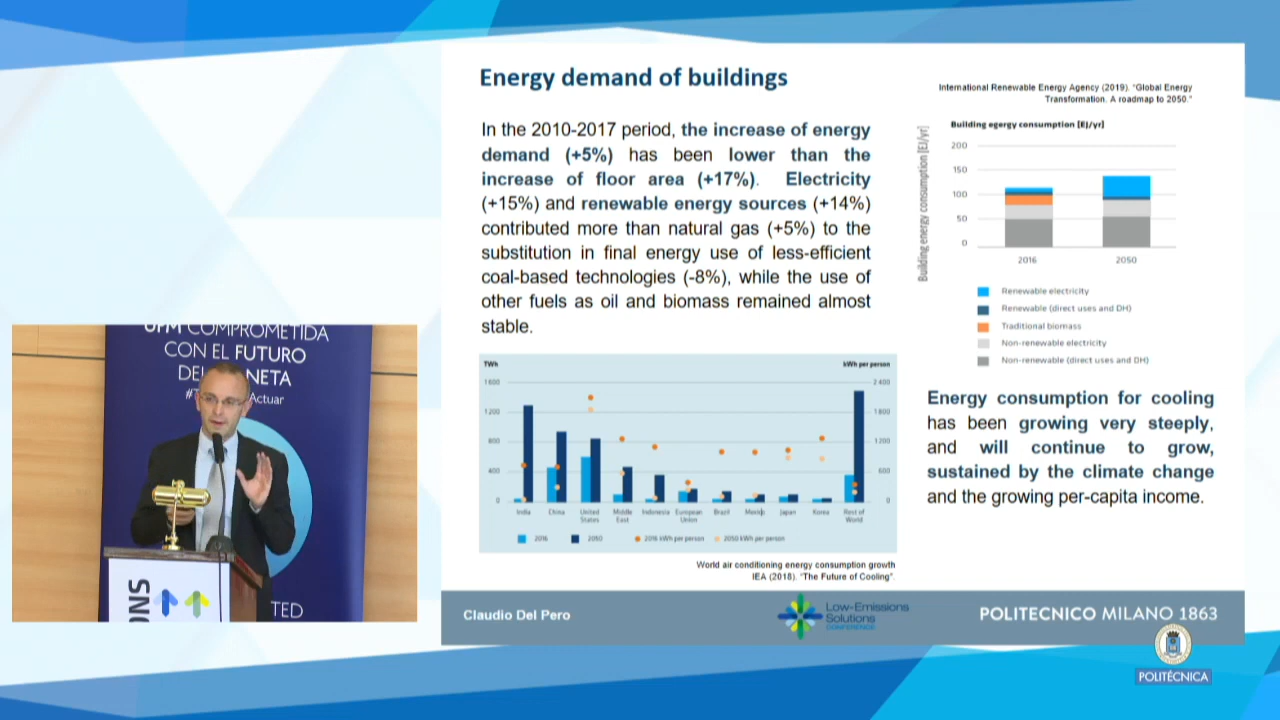 Energy demand of buildings
In the 2010-2017 period, the increase of energy
demand (+5%) has been lower than the
increase of floor area (+17%). Electricity
(+15%) and renewable energy sources (+14%)
contributed more than natural gas (+5%) to the
substitution in final energy use of less-efficient
coal-based technologies (-8%), while the use of
other fuels as oil and biomass remained almost
stable.
International Renewable Energy Agency (2019). "Global Energy
Transformation. A roadmap to 2050."
Building egergy consumption [EJ/yr]
Building energy consumption [EJ/yr]
200
150
100
50
0
2016
2050
Renewable electricity
Renewable (direct uses and DH)
Traditional biomass
Non-renewable electricity
Non-renewable (direct uses and DH)
Energy consumption for cooling
has been growing very steeply,
and will continue to grow,
sustained by the climate change
and the growing per-capita income.
TWh
kWh per person
1600
2 400
1200
1800
800
1200
400
600
0
0
India
China
United States
Middle East
Indonesia
European Union
Brazil
Mexico
Japan
Korea
Rest of World
2016
2050
2016 kWh per person
2050 kWh per person
World air conditioning energy consumption growth
IEA (2018). "The Future of Cooling".
Claudio Del Pero
Low-Emissions
Solutions
CONFERENCE
POLITECNICO MILANO 1863
POLITÉCNICA
UPM COMPROMETIDA
CON EL FUTURO
Actuar